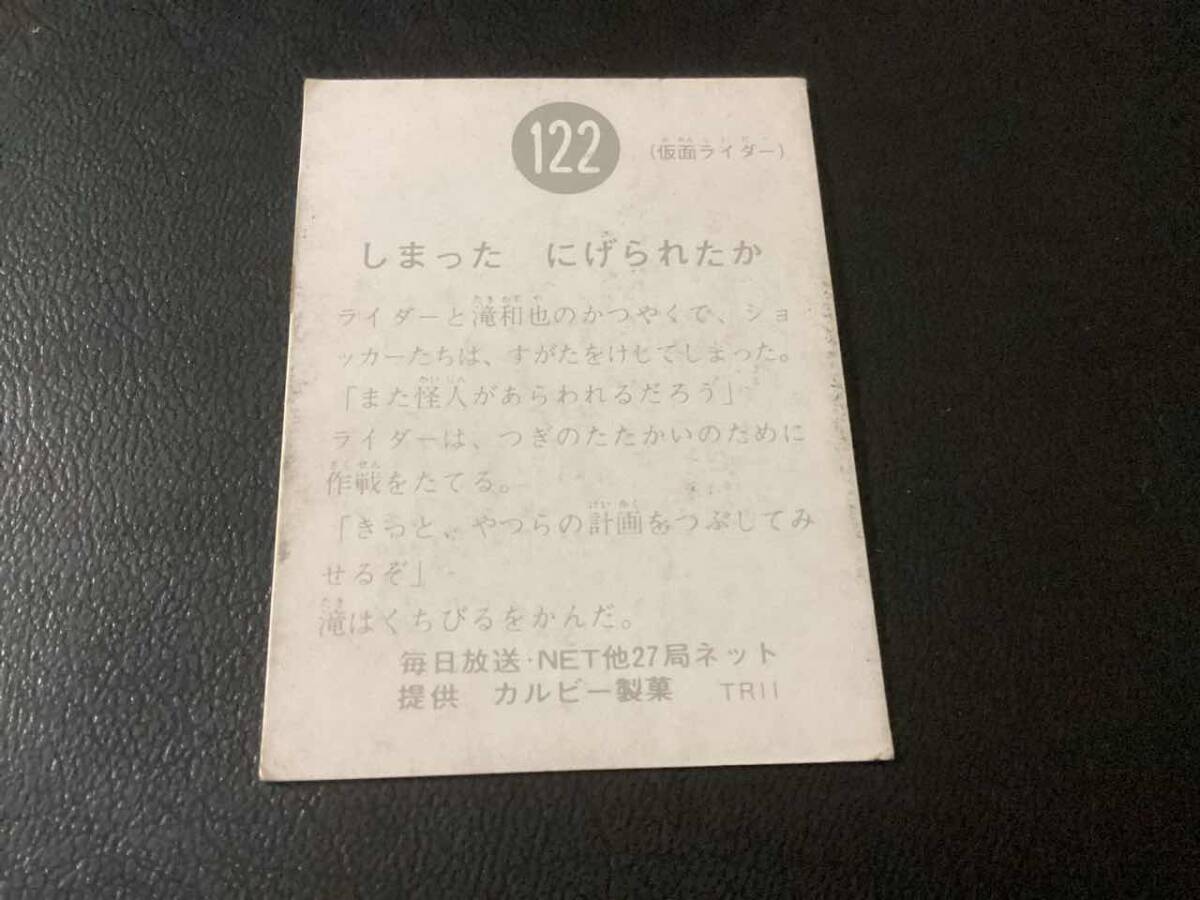 122
(仮面ライダー)
しまった　にげられたか
ライダーと滝和也のかつやくで、ショ
ッカーたちは、すがたをけしてしまった。
「また怪人があらわれるだろう」
ライダーは、つぎのたたかいのために
作戦をたてる。
「きっと、やつらの計画をつぶしてみ
せるぞ」
滝はくちびるをかんだ。
毎日放送・NET他27局ネット
提供　カルビー製菓　TR11